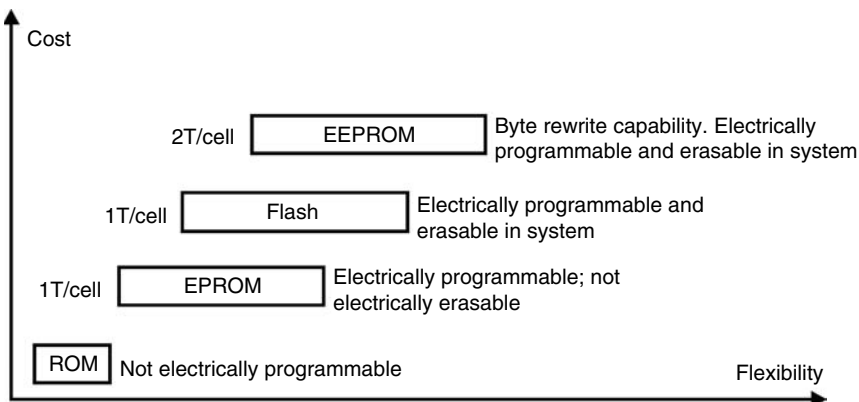 Cost
2T/cell
EEPROM
Byte rewrite capability. Electrically
programmable and erasable in system
1T/cell
Flash
Electrically programmable and
erasable in system
1T/cell
EPROM
Electrically programmable; not
electrically erasable
ROM
Not electrically programmable
Flexibility